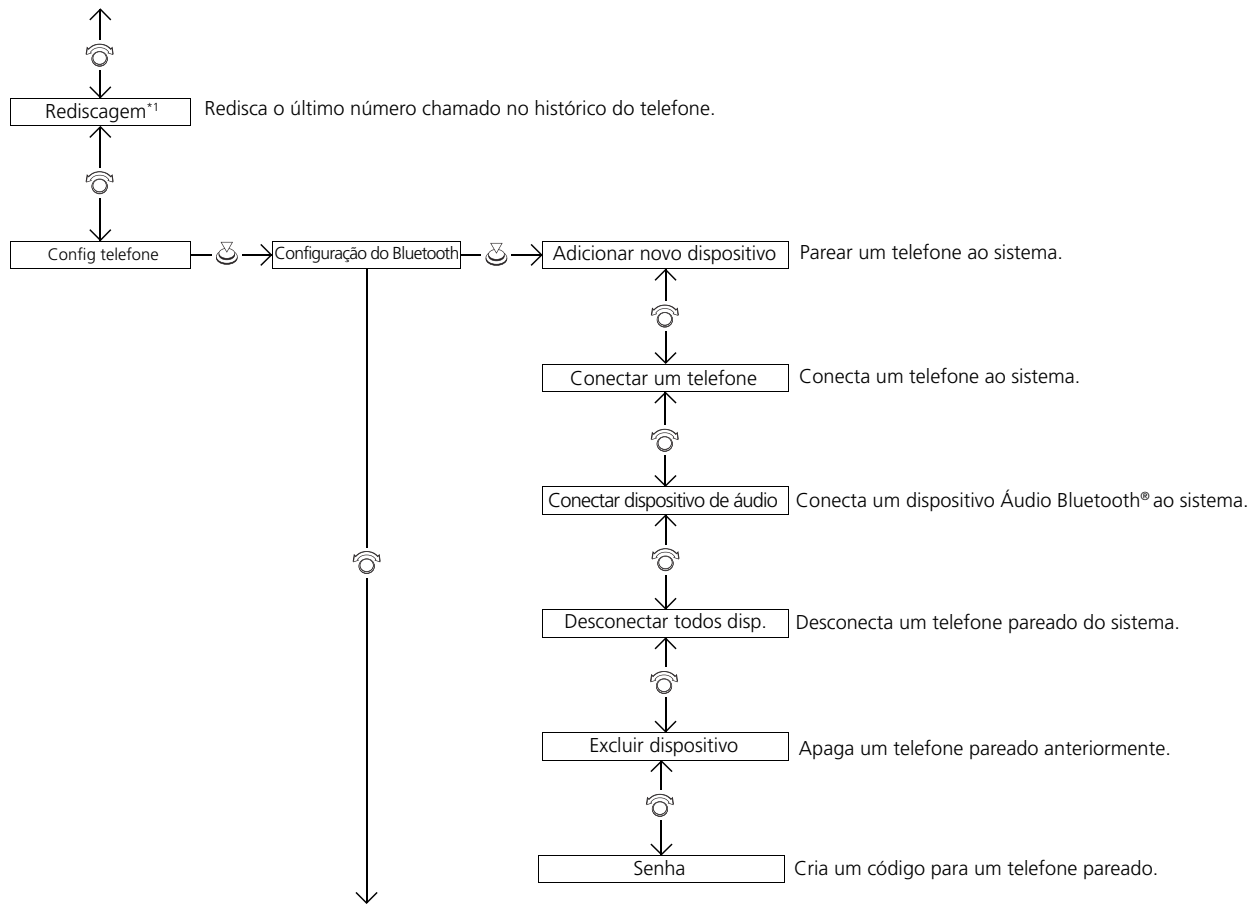 Rediscagem*1 Redisca o último número chamado no histórico do telefone.
Config telefone Configuração do Bluetooth Adicionar novo dispositivo Parear um telefone ao sistema.
Conectar um telefone Conecta um telefone ao sistema.
Conectar dispositivo de áudio Conecta um dispositivo Áudio Bluetooth® ao sistema.
Desconectar todos disp. Desconecta um telefone pareado do sistema.
Excluir dispositivo Apaga um telefone pareado anteriormente.
Senha Cria um código para um telefone pareado.